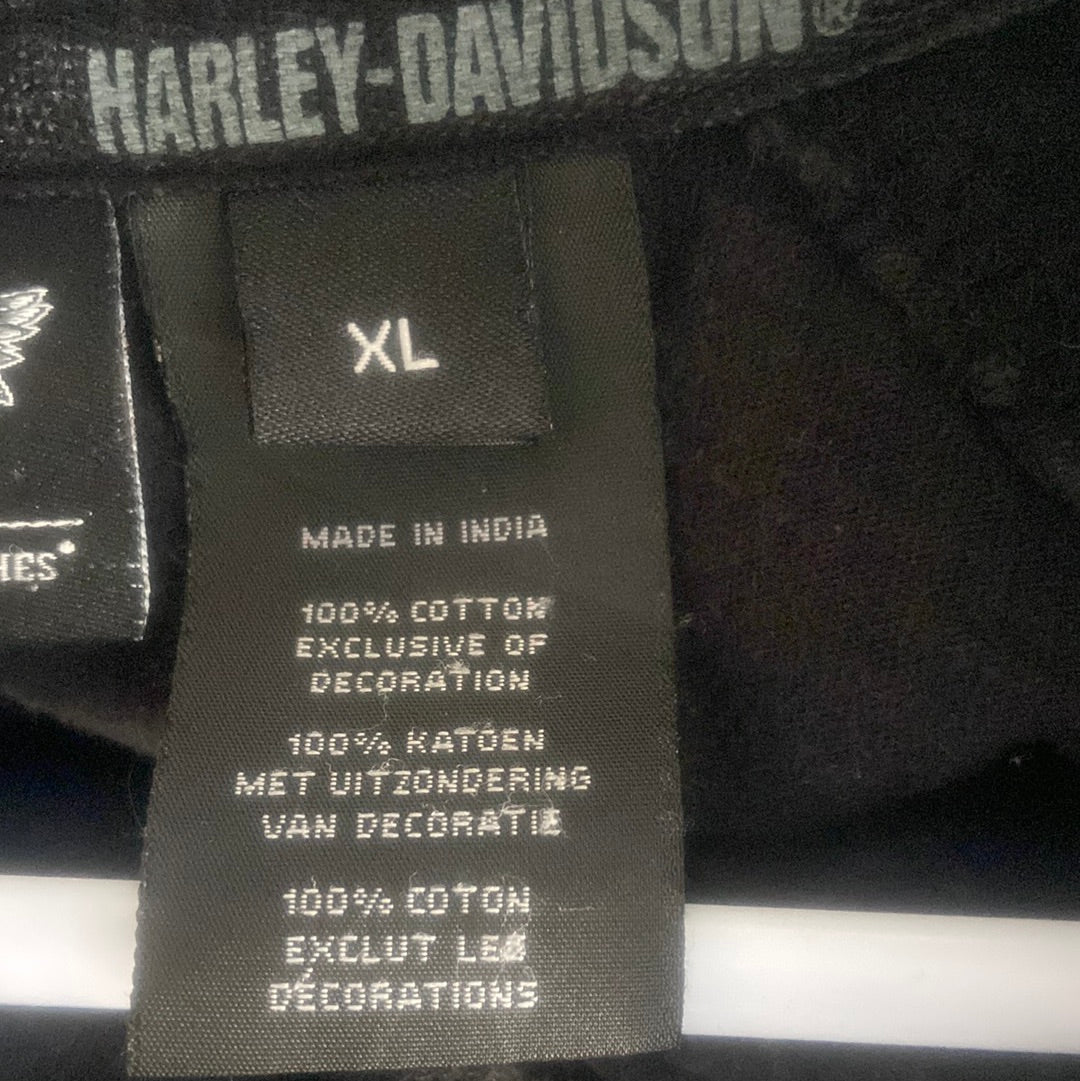 HARLEY-DAVIDSON®
XL
MADE IN INDIA
100% COTTON
EXCLUSIVE OF
DECORATION
100% KATOEN
MET UITZONDERING
VAN DECORATIE
100% COTON
EXCLUT LES
DÉCORATIONS